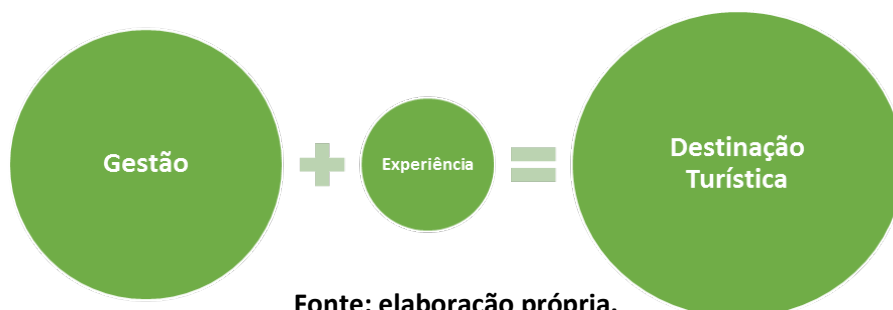 Gestão
Experiência
Destinação
Turística
Fonte: elaboração própria.